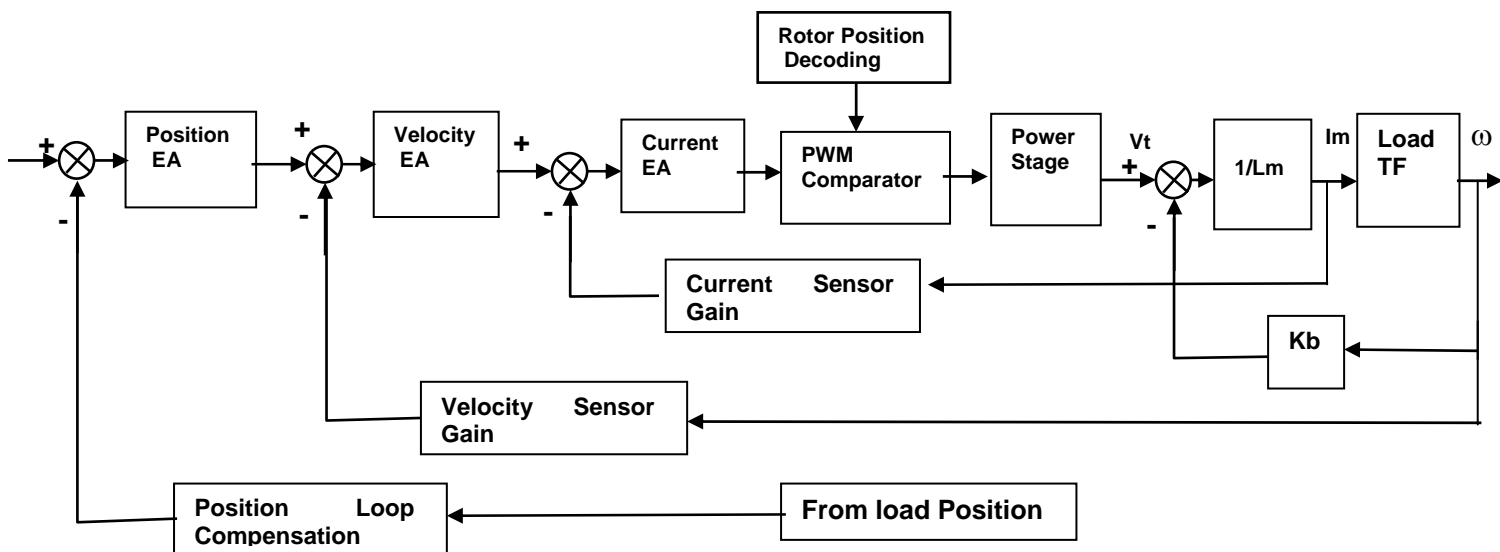 Rotor Position
Decoding
+
Position
EA
-
+
Velocity
EA
-
+
Current
EA
-
PWM
Comparator
Power
Stage
Vt
+
-
1/Lm
Im
Load
TF
ω
Current Sensor
Gain
Kb
Velocity Sensor
Gain
Position Loop
Compensation
From load Position